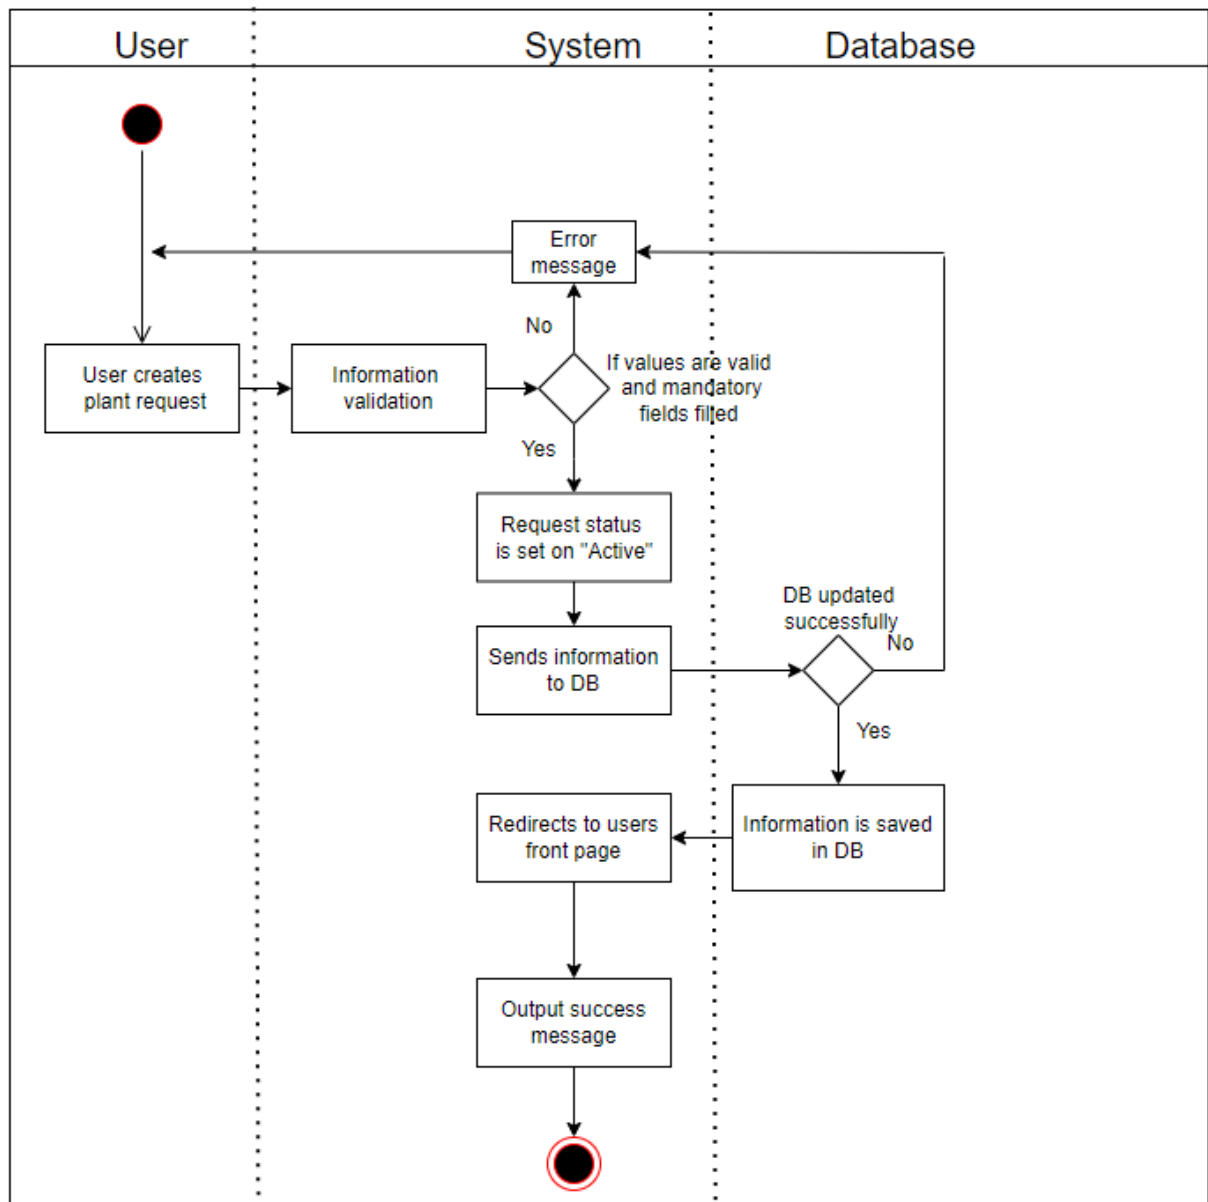 User
System
Database
Error
message
No
User creates
plant request
Information
validation
If values are valid
and mandatory
fields filled
Yes
Request status
is set on "Active"
DB updated
successfully
No
Sends information
to DB
Yes
Redirects to users
front page
Information is saved
in DB
Output success
message